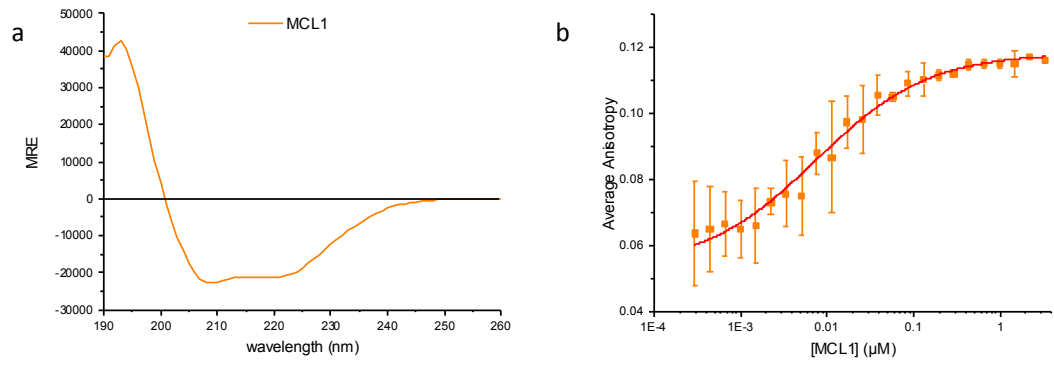 a
MCL1
50000
40000
30000
20000
10000
0
-10000
-20000
-30000
MRE
190 200 210 220 230 240 250 260
wavelength (nm)
b
0.12
0.10
0.08
0.06
0.04
Average Anisotropy
1E-4 1E-3 0.01 0.1 1
[MCL1] (µM)